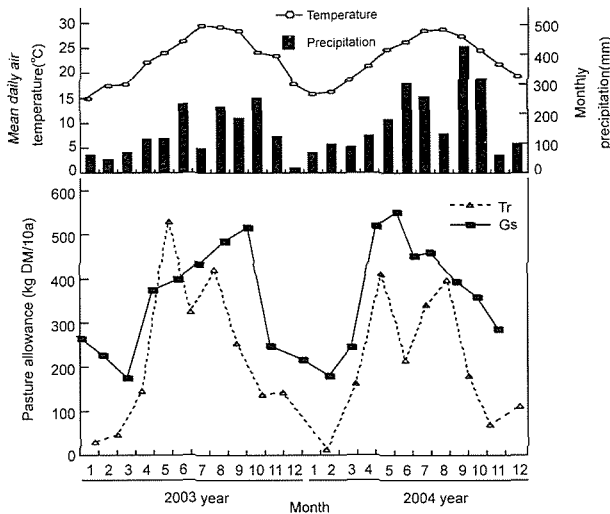 Temperature
Precipitation
Mean daily air
temperature(°C)
30
25
20
15
10
5
0
500
400
300
200
100
0
Monthly
precipitation(mm)
Tr
Gs
Pasture allowance (kg DM/10a)
600
500
400
300
200
100
0
1 2 3 4 5 6 7 8 9 10 11 12 1 2 3 4 5 6 7 8 9 10 11 12
2003 year
2004 year
Month